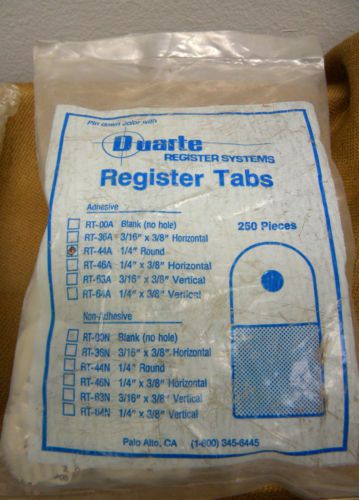 Pin down color with
Duarte
REGISTER SYSTEMS
Register Tabs
Adhesive
250 Pieces
RT-00A Blank (no hole)
RT-36A 3/16" x 3/8" Horizontal
RT-44A 1/4" Round
RT-46A 1/4" x 3/8" Horizontal
RT-63A 3/16" x 3/8" Vertical
RT-64A 1/4" x 3/8" Vertical
Non-Adhesive
RT-00N Blank (no hole)
RT-36N 3/16" x 3/8" Horizontal
RT-44N 1/4" Round
RT-46N 1/4" x 3/8" Horizontal
RT-63N 3/16" x 3/8" Vertical
RT-64N 1/4" x 3/8" Vertical
Palo Alto, CA (1-800) 345-6445